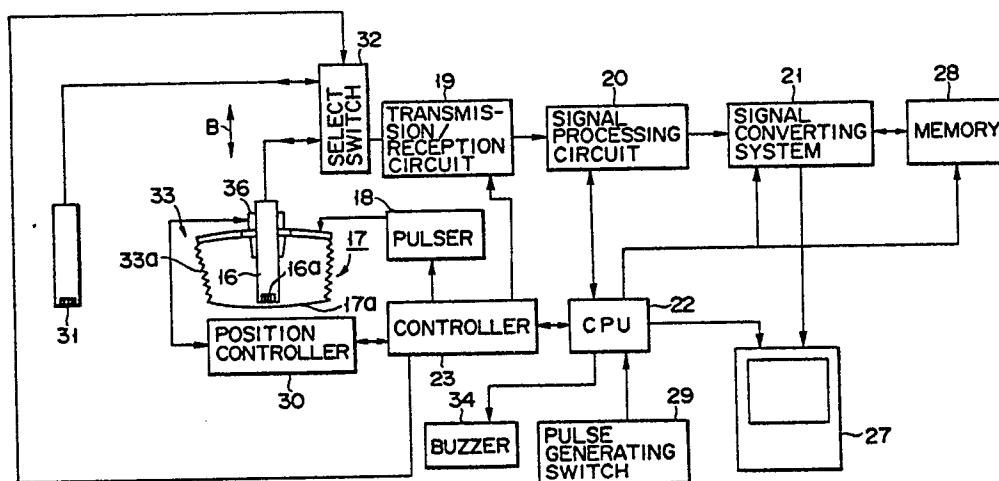 32
SELECT
SWITCH
B
19
TRANSMIS-
SION/
RECEPTION
CIRCUIT
20
SIGNAL
PROCESSING
CIRCUIT
21
SIGNAL
CONVERTING
SYSTEM
28
MEMORY
33
36
18
PULSER
17
33a
16
16a
17a
31
POSITION
CONTROLLER
30
CONTROLLER
23
CPU
22
34
BUZZER
29
PULSE
GENERATING
SWITCH
27